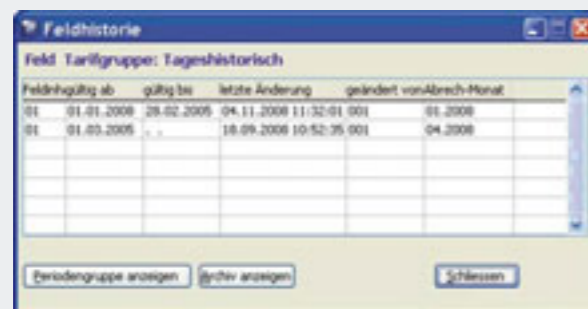 Feldhistorie
Feld Tarifgruppe: Tageshistorisch
Feldinh gültig ab gültig bis letzte Änderung geändert von Abrech-Monat
01 01.01.2008 28.02.2005 04.11.2008 11:32:01 001 01.2008
01 01.03.2005 . . 18.09.2008 10:52:35 001 04.2008
Periodengruppe anzeigen Archiv anzeigen Schliessen